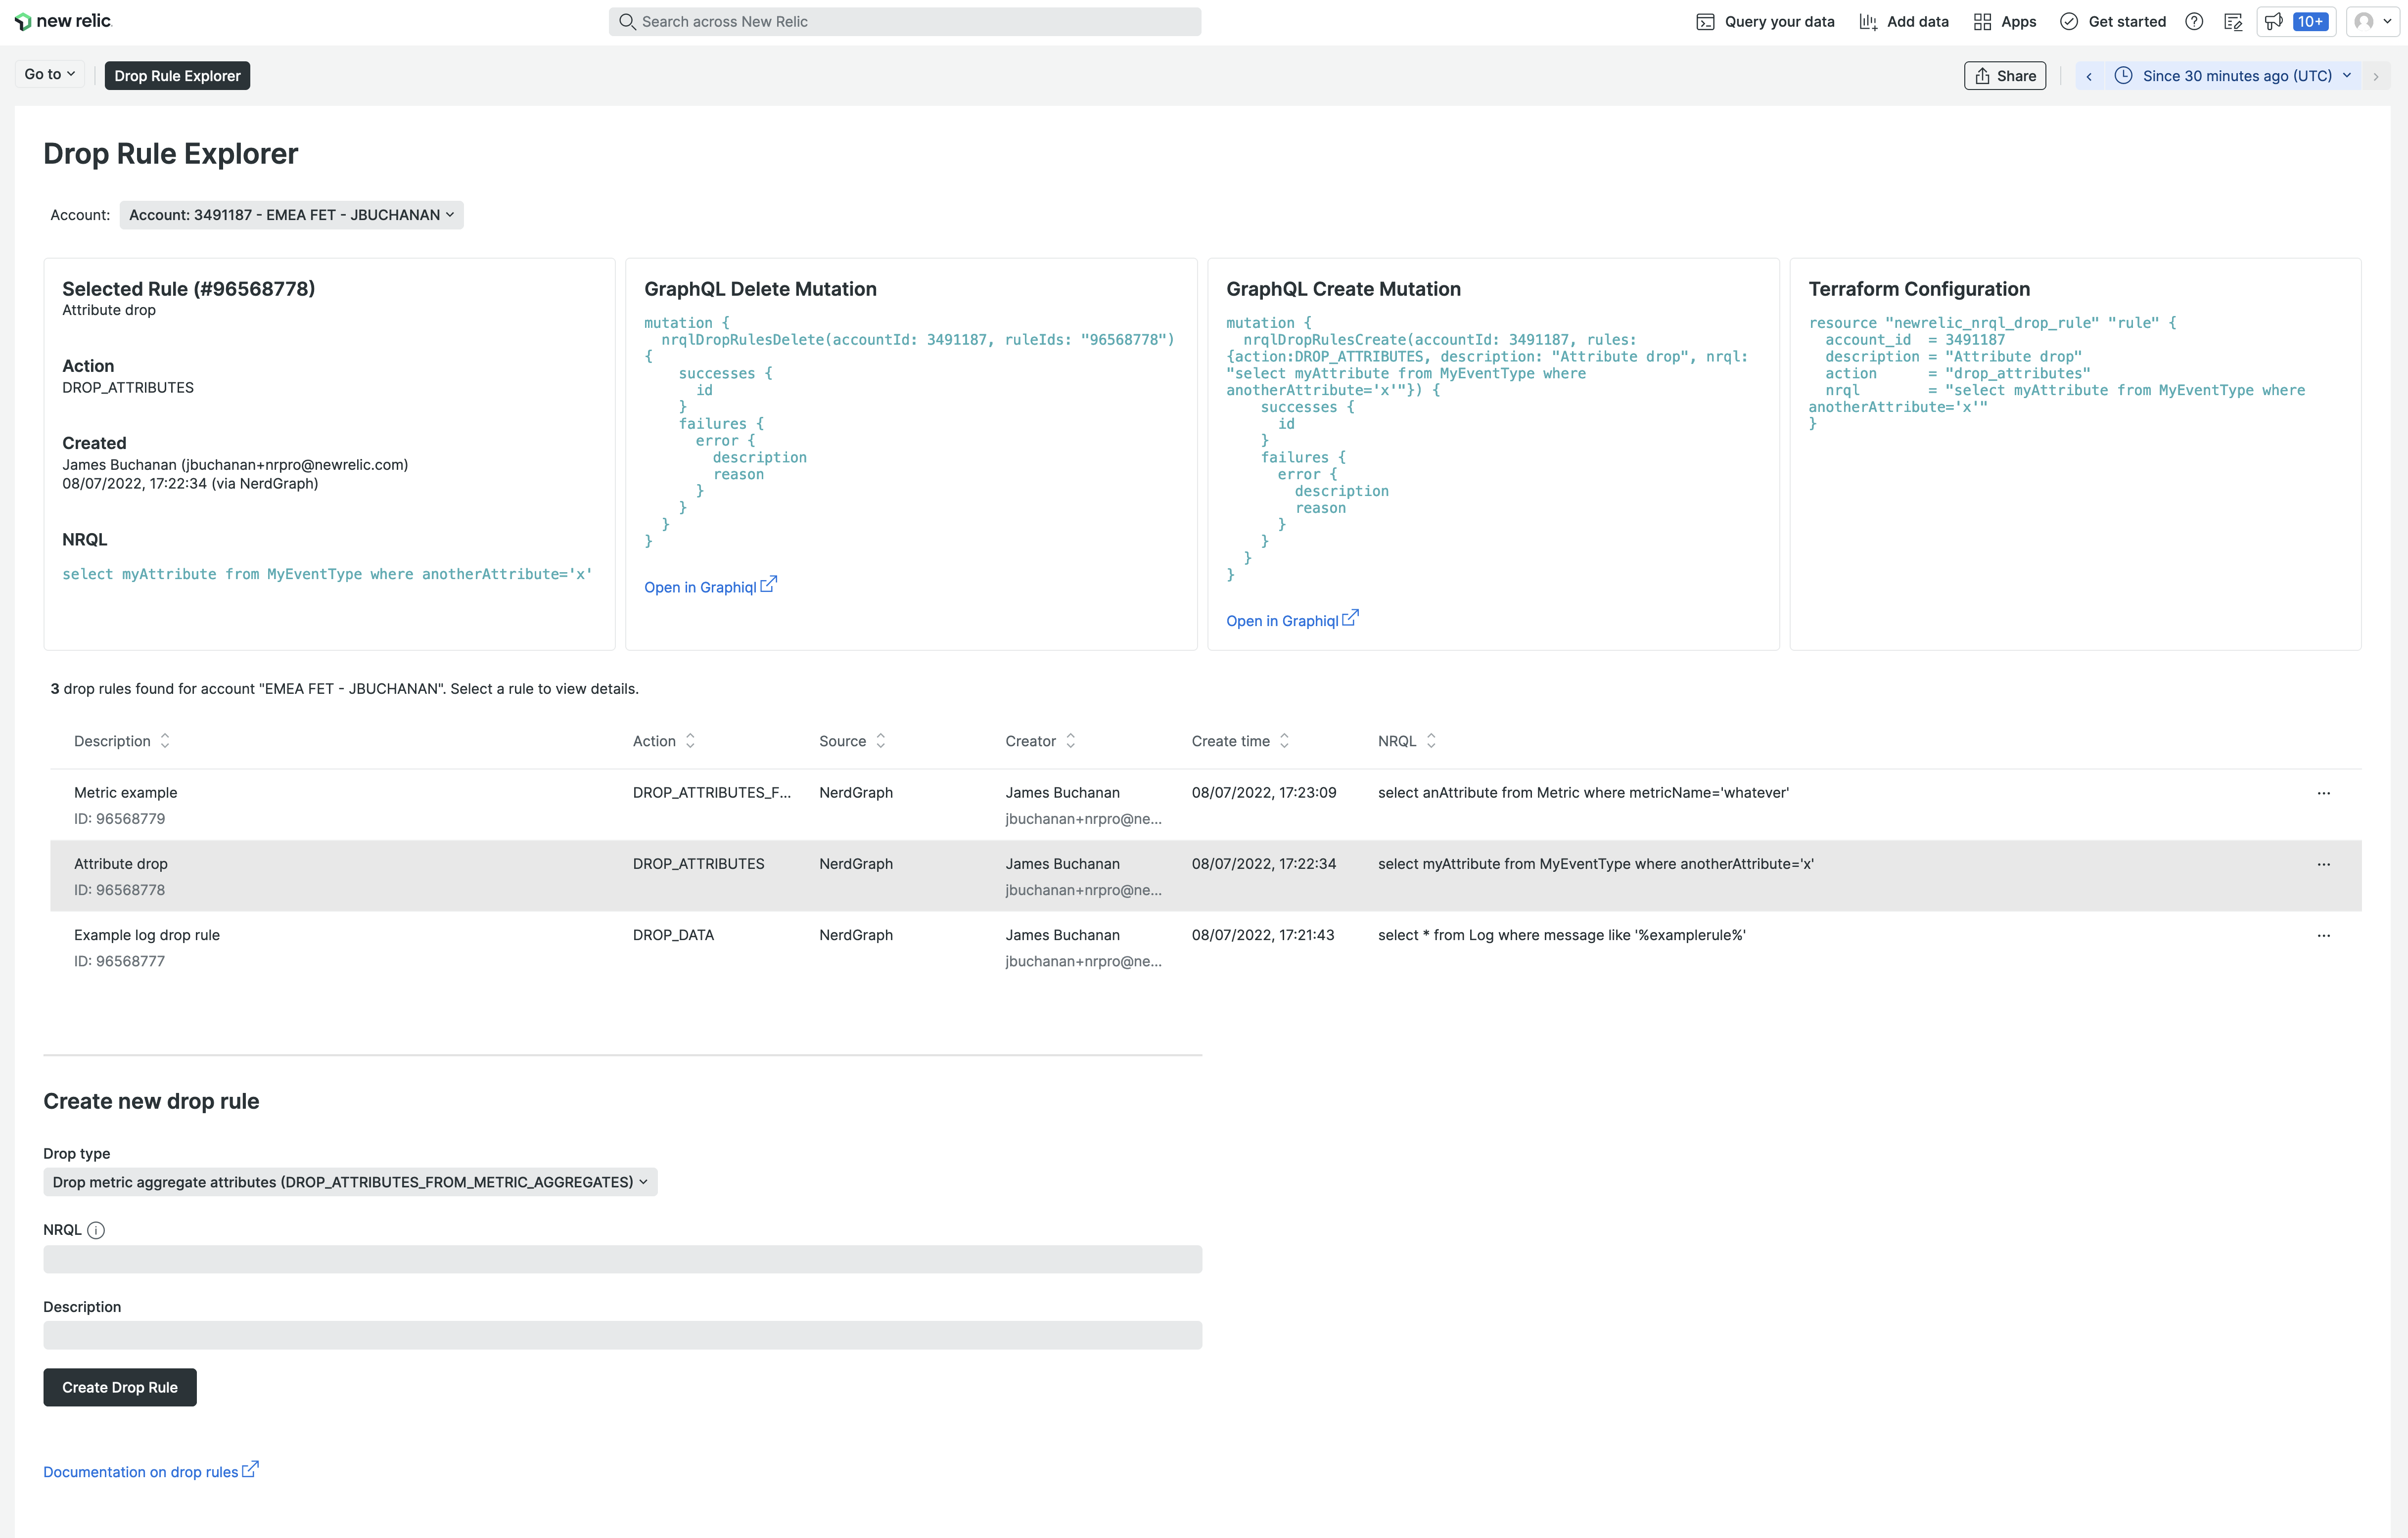 new relic
Search across New Relic
Query your data
Add data
Apps
Get started
10+
Go to
Drop Rule Explorer
Share
Since 30 minutes ago (UTC)
Drop Rule Explorer
Account: Account: 3491187 - EMEA FET - JBUCHANAN
Selected Rule (#96568778)
Attribute drop
Action
DROP_ATTRIBUTES
Created
James Buchanan (jbuchanan+nrpro@newrelic.com)
08/07/2022, 17:22:34 (via NerdGraph)
NRQL
select myAttribute from MyEventType where anotherAttribute='x'
GraphQL Delete Mutation
mutation {
nrqlDropRulesDelete(accountId: 3491187, ruleIds: "96568778")
{
successes {
id
}
failures {
error {
description
reason
}
}
}
}
Open in Graphiql
GraphQL Create Mutation
mutation {
nrqlDropRulesCreate(accountId: 3491187, rules:
{action:DROP_ATTRIBUTES, description: "Attribute drop", nrql:
"select myAttribute from MyEventType where
anotherAttribute='x'"}) {
successes {
id
}
failures {
error {
description
reason
}
}
}
}
Open in Graphiql
Terraform Configuration
resource "newrelic_nrql_drop_rule" "rule" {
account_id = 3491187
description = "Attribute drop"
action = "drop_attributes"
nrql = "select myAttribute from MyEventType where
anotherAttribute='x'"
}
3 drop rules found for account "EMEA FET - JBUCHANAN". Select a rule to view details.
Description Action Source Creator Create time NRQL
Metric example DROP_ATTRIBUTES_F... NerdGraph James Buchanan 08/07/2022, 17:23:09 select anAttribute from Metric where metricName='whatever' ...
ID: 96568779 jbuchanan+nrpro@ne...
Attribute drop DROP_ATTRIBUTES NerdGraph James Buchanan 08/07/2022, 17:22:34 select myAttribute from MyEventType where anotherAttribute='x' ...
ID: 96568778 jbuchanan+nrpro@ne...
Example log drop rule DROP_DATA NerdGraph James Buchanan 08/07/2022, 17:21:43 select * from Log where message like '%examplerule%' ...
ID: 96568777 jbuchanan+nrpro@ne...
Create new drop rule
Drop type
Drop metric aggregate attributes (DROP_ATTRIBUTES_FROM_METRIC_AGGREGATES)
NRQL
Description
Create Drop Rule
Documentation on drop rules